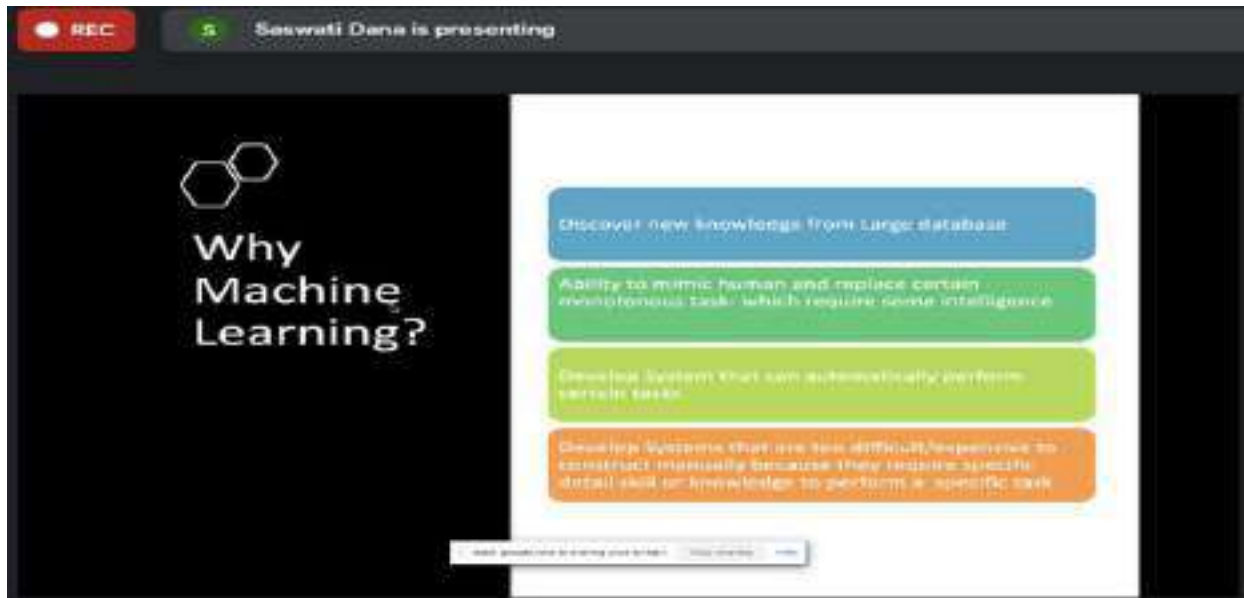 REC
S
Saswati Dana is presenting
Why
Machine
Learning?
Discover new knowledge from Large database
Ability to mimic human and replace certain
monotonous task which require some intelligence
Develop System that can automatically perform
certain tasks
Develop Systems that are too difficult/expensive to
construct manually because they require specific
detail skill or knowledge to perform a specific task